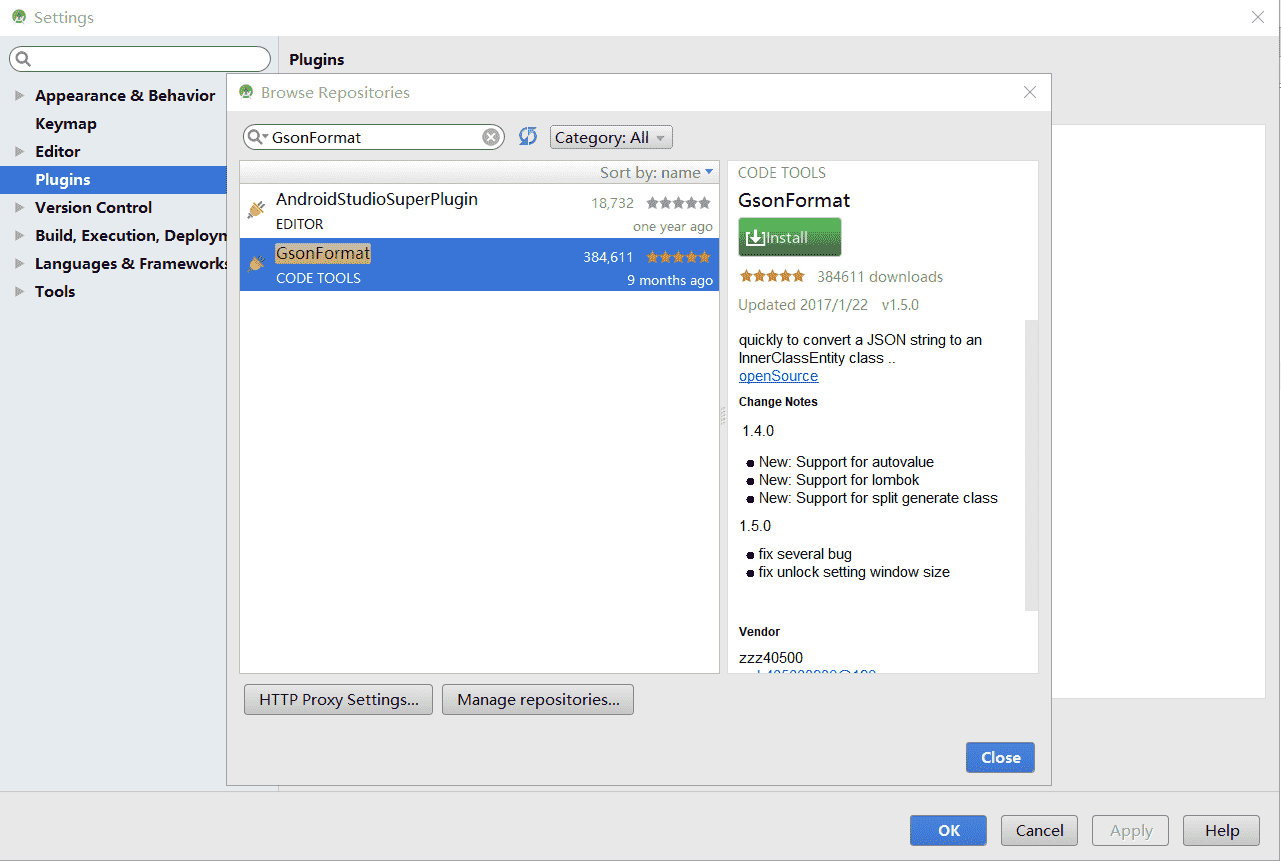 Settings
Plugins
Appearance & Behavior
Keymap
Editor
Plugins
Version Control
Build, Execution, Deployn
Languages & Frameworks
Tools
Browse Repositories
GsonFormat
Category: All
Sort by: name
AndroidStudioSuperPlugin
18,732
EDITOR
one year ago
GsonFormat
384,611
CODE TOOLS
9 months ago
CODE TOOLS
GsonFormat
Install
384611 downloads
Updated 2017/1/22 v1.5.0
quickly to convert a JSON string to an
InnerClassEntity class ..
openSource
Change Notes
1.4.0
New: Support for autovalue
New: Support for lombok
New: Support for split generate class
1.5.0
fix several bug
fix unlock setting window size
Vendor
zzz40500
HTTP Proxy Settings...
Manage repositories...
Close
OK
Cancel
Apply
Help